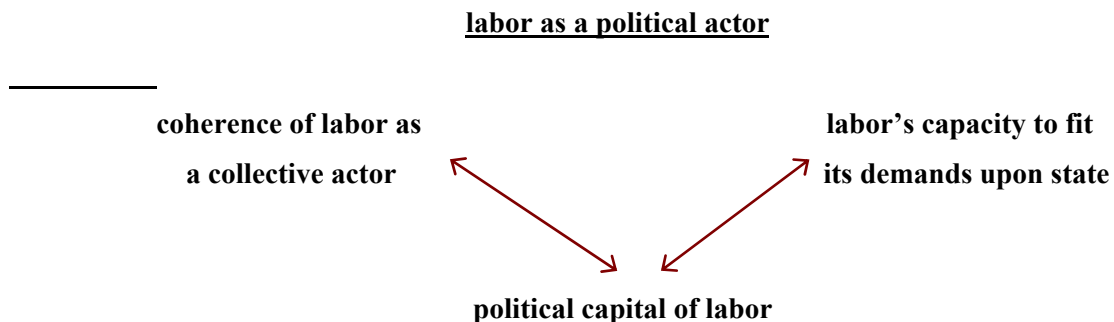 labor as a political actor
coherence of labor as
a collective actor
labor’s capacity to fit
its demands upon state
political capital of labor